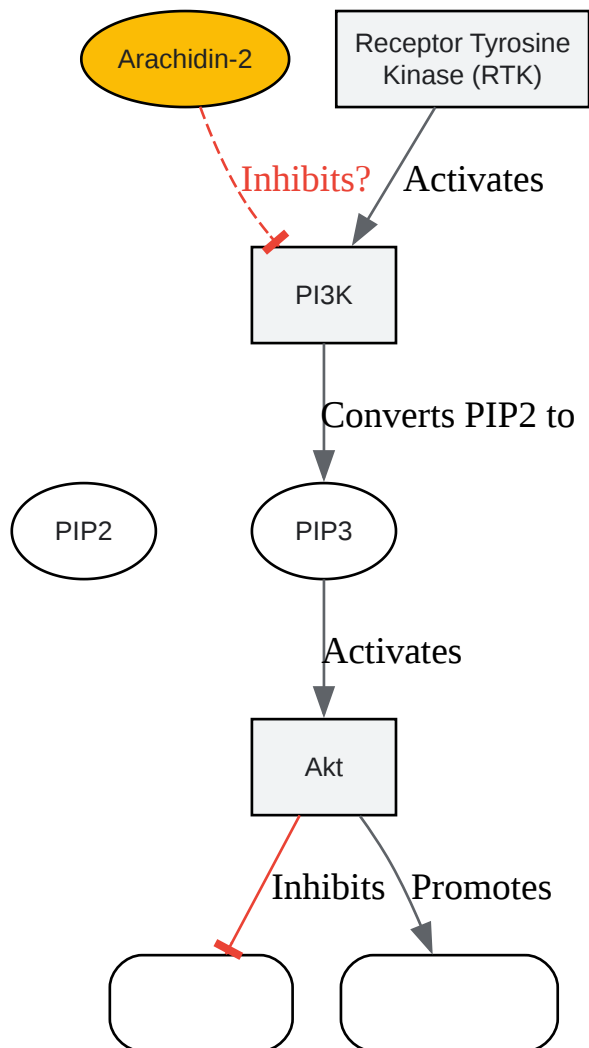 Arachidin-2
Receptor Tyrosine
Kinase (RTK)
Inhibits?
Activates
PI3K
Converts PIP2 to
PIP2
PIP3
Activates
Akt
Inhibits
Promotes